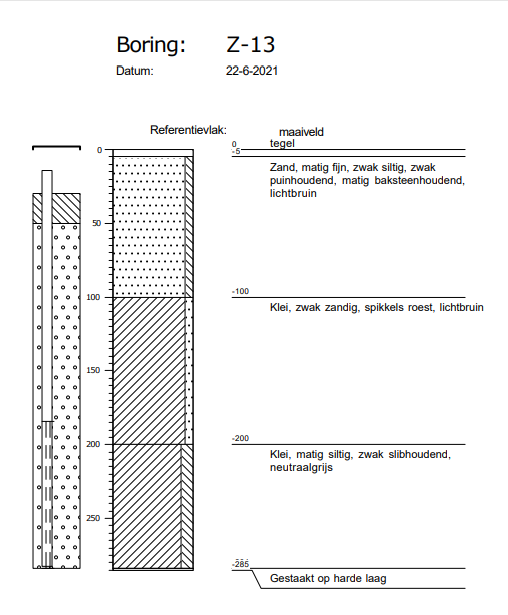 Boring: Z-13
Datum: 22-6-2021
Referentievlak: maaiveld
0
0 tegel
-5
Zand, matig fijn, zwak siltig, zwak
puinhoudend, matig baksteenhoudend,
lichtbruin
50
100
-100
Klei, zwak zandig, spikkels roest, lichtbruin
150
200
-200
Klei, matig siltig, zwak slibhoudend,
neutraalgrijs
250
-285
Gestaakt op harde laag